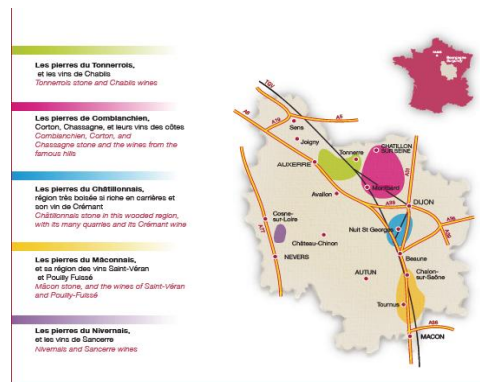 Les pierres du Tonnerrois,
et les vins de Chablis
Tonnerrois stone and Chablis wines
Les pierres de Comblanchien,
Corton, Chassagne, et leurs vins des côtes
Comblanchien, Corton, and
Chassagne stone and the wines from the
famous hills
Les pierres du Châtillonnais,
région très boisée si riche en carrières et
son vin de Crémant
Châtillonnais stone in this wooded region,
with its many quarries and its Crémant wine
Les pierres du Mâconnais,
et sa région des vins Saint-Véran
et Pouilly Fuissé
Mâcon stone, and the wines of Saint-Véran
and Pouilly-Fuissé
Les pierres du Nivernais,
et les vins de Sancerre
Nivernais and Sancerre wines
A6
A19
A5
Sens
Joigny
AUXERRE
Tonnerre
CHATILLON
SUR SEINE
Montbard
A31
Avallon
A38
DIJON
Cosne-
sur-Loire
A77
Nuit St Georges
A39
A36
Château-Chinon
NEVERS
Beaune
AUTUN
Chalon-
sur-Saône
Tournus
A39
MACON